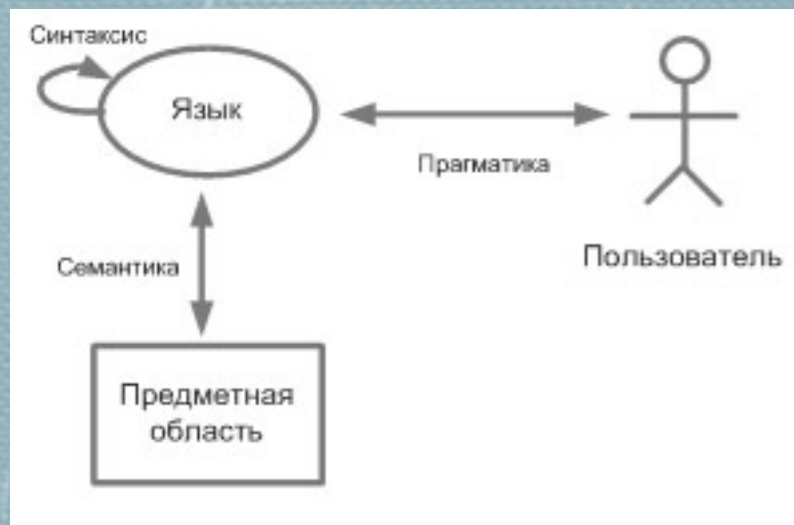 Синтаксис
Язык
Прагматика
Пользователь
Семантика
Предметная
область